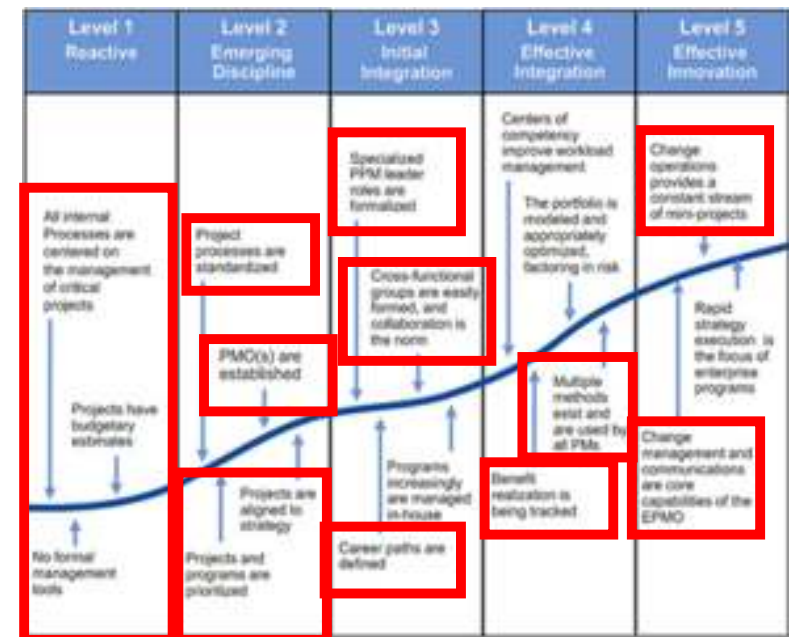 Level 1
Reactive
Level 2
Emerging
Discipline
Level 3
Initial
Integration
Level 4
Effective
Integration
Level 5
Effective
Innovation
All internal
Processes are
centered on
the management
of critical
projects
Projects have
budgetary
estimates
No formal
management
tools
Project
processes are
standardized
PMO(s) are
established
Projects are
aligned to
strategy
Projects and
programs are
prioritized
Specialized
PPM leader
roles are
formalized
Cross-functional
groups are easily
formed, and
collaboration is
the norm
Programs
increasingly
are managed
in-house
Career paths are
defined
Centers of
competency
improve workload
management
The portfolio is
modeled and
appropriately
optimized,
factoring in risk
Multiple
methods
exist and
are used by
all PMs
Benefit
realization is
being tracked
Change
operations
provides a
constant stream
of mini-projects
Rapid
strategy
execution is
the focus of
enterprise
programs
Change
management and
communications
are core
capabilities of the
EPMO